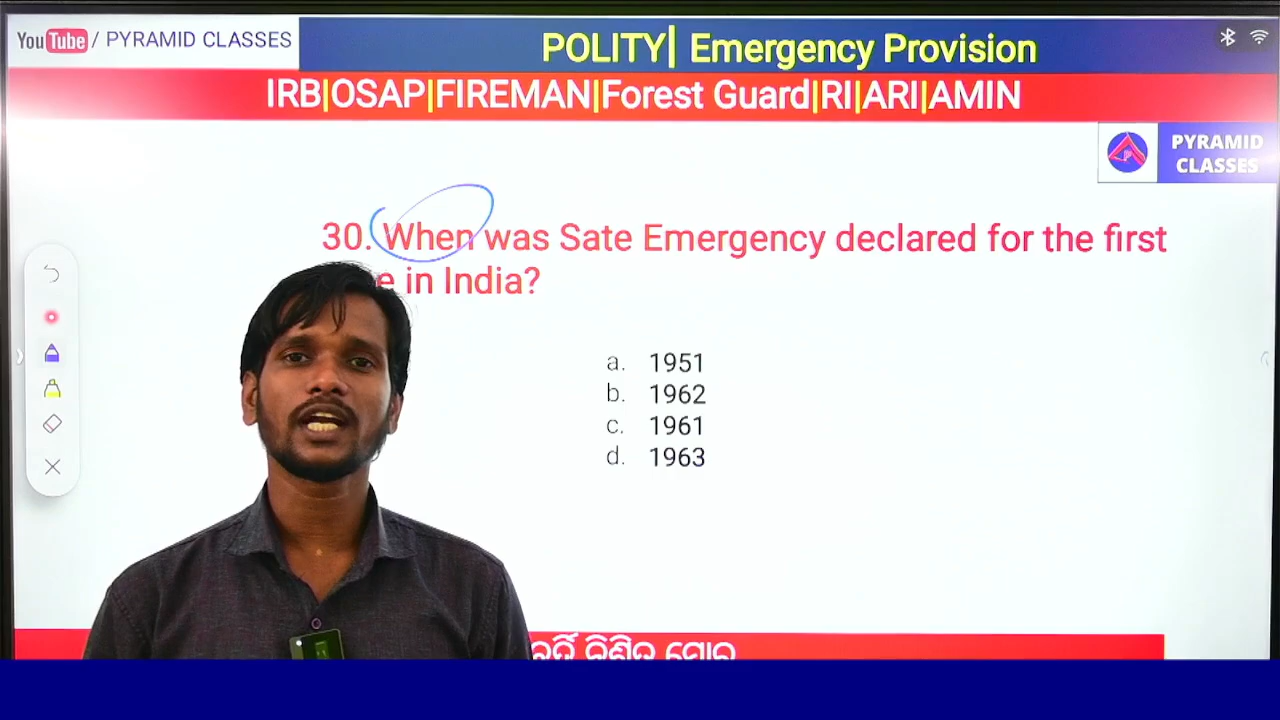 YouTube / PYRAMID CLASSES
POLITY| Emergency Provision
IRB|OSAP|FIREMAN|Forest Guard|RI|ARI|AMIN
PYRAMID
CLASSES
30. When was Sate Emergency declared for the first
e in India?
a. 1951
b. 1962
c. 1961
d. 1963